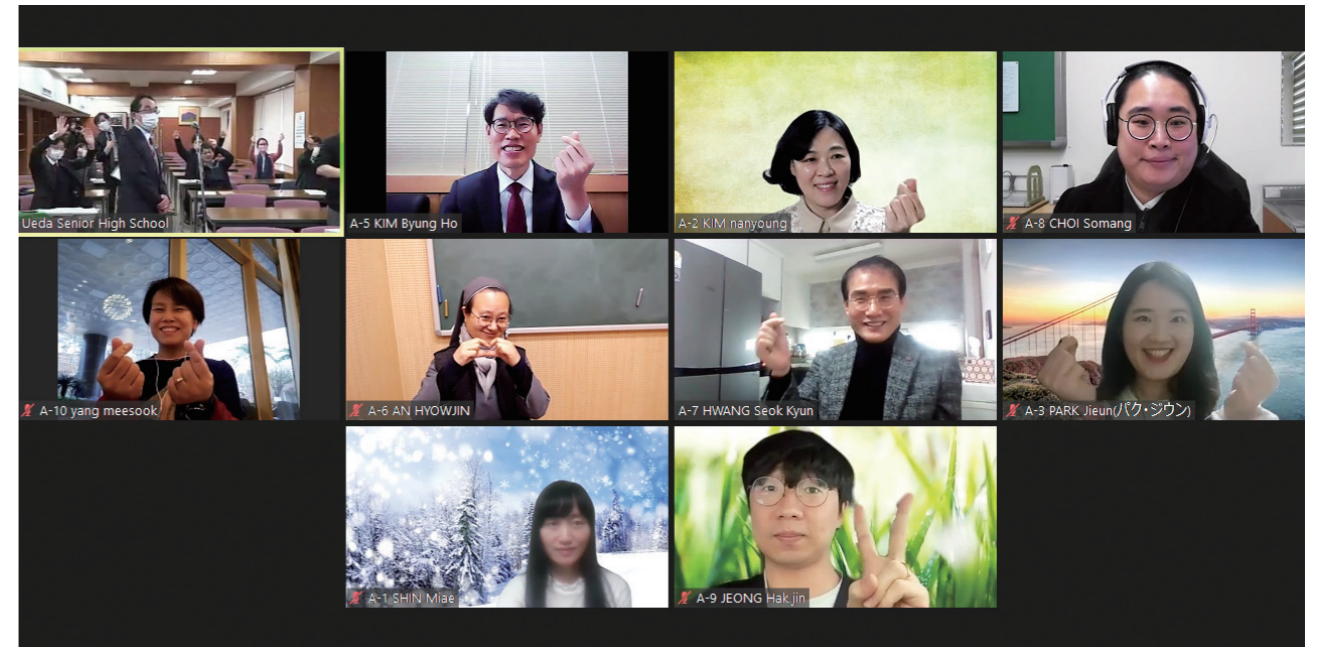 Ueda Senior High School
A-5 KIM Byung Ho
A-2 KIM nanyoung
A-8 CHOI Somang
A-10 yang meesook
A-6 AN HYOWJIN
A-7 HWANG Seok Kyun
A-3 PARK Jieun(パク・ジウン)
A-1 SHIN Miae
A-9 JEONG Hak jin